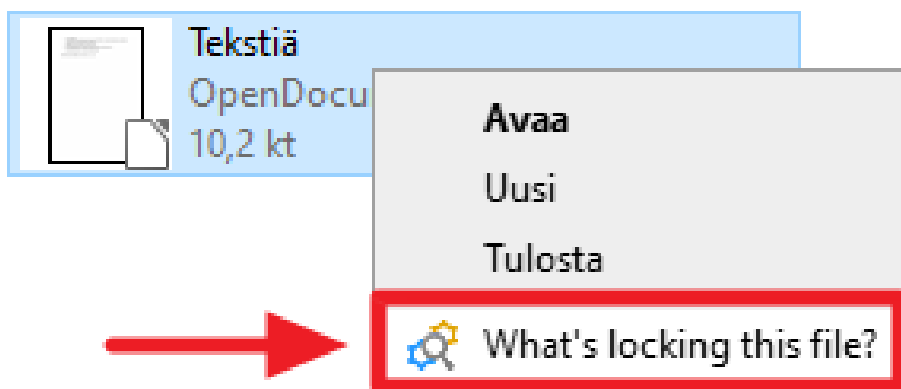 Tekstiä
OpenDocu
10,2 kt
Avaa
Uusi
Tulosta
What's locking this file?